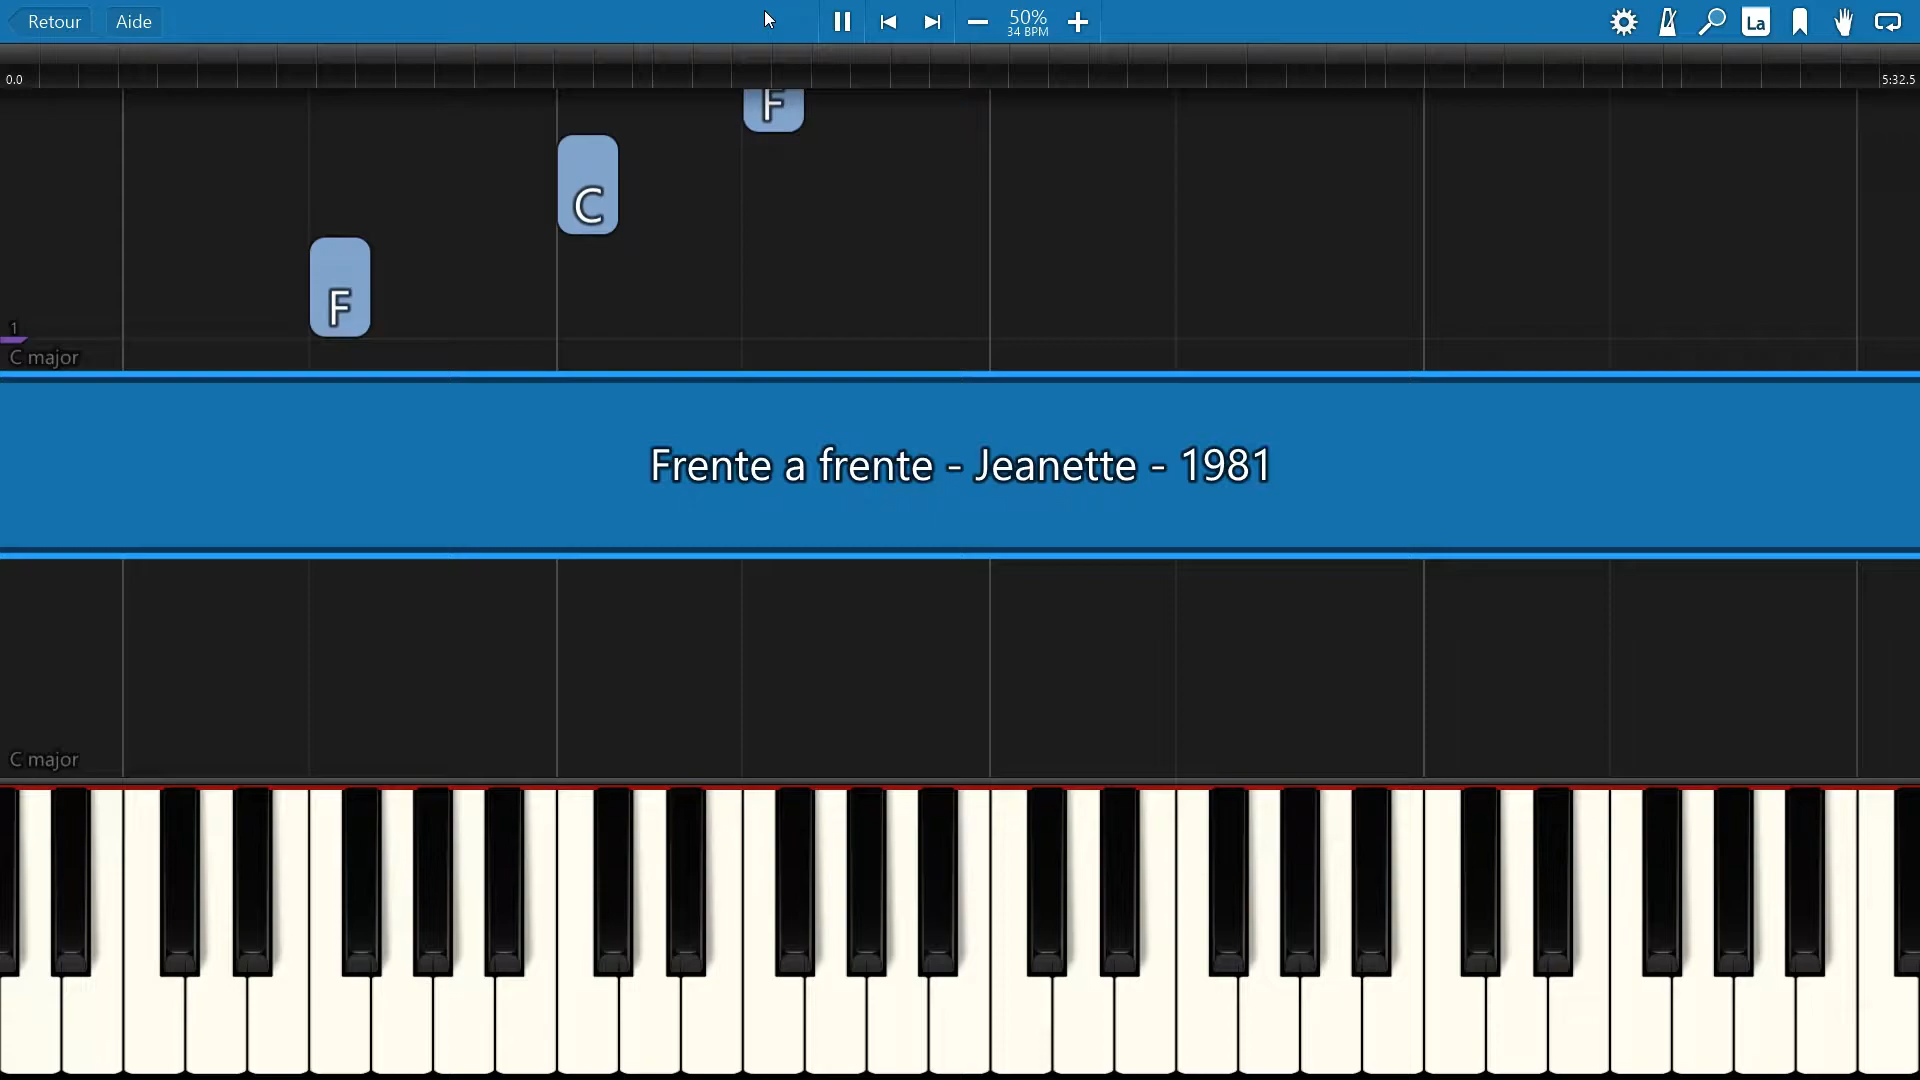 Retour
Aide
50%
34 BPM
La
0.0
5:32.5
F
C
F
1
C major
Frente a frente - Jeanette - 1981
C major